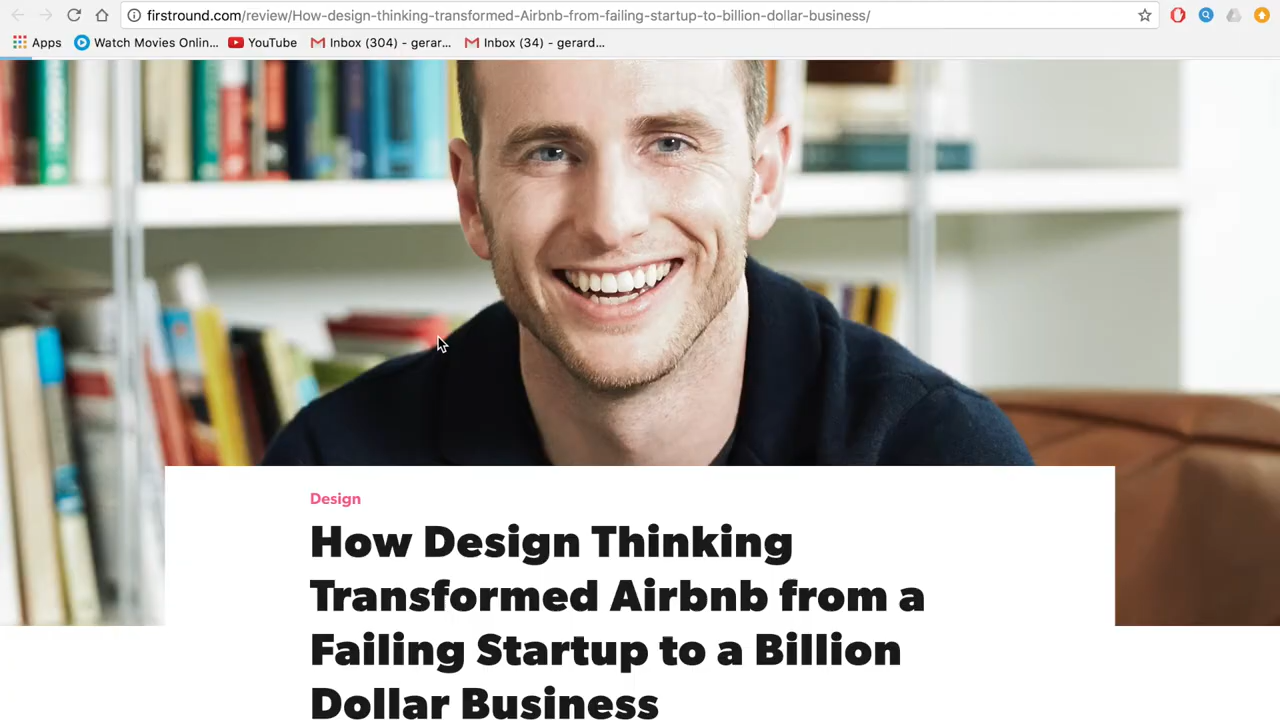 firstround.com/review/How-design-thinking-transformed-Airbnb-from-failing-startup-to-billion-dollar-business/
Apps Watch Movies Onlin... YouTube Inbox (304) - gerar... Inbox (34) - gerard...
Design
How Design Thinking
Transformed Airbnb from a
Failing Startup to a Billion
Dollar Business